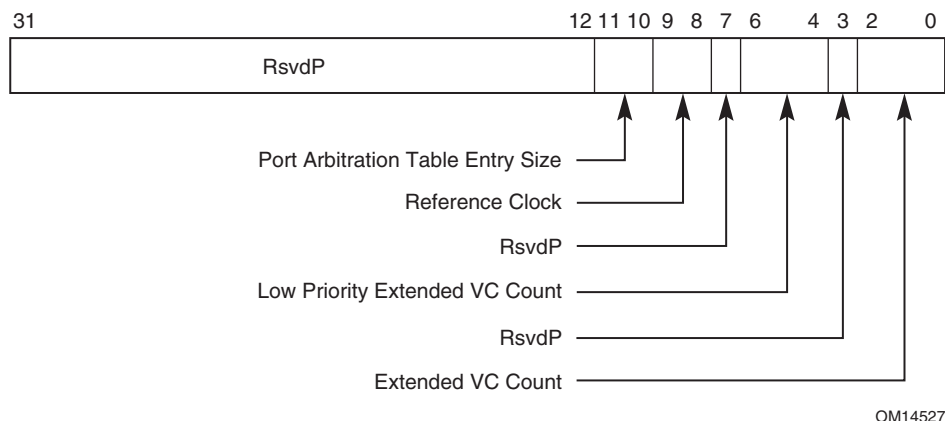 31 12 11 10 9 8 7 6 4 3 2 0
RsvdP
Port Arbitration Table Entry Size
Reference Clock
RsvdP
Low Priority Extended VC Count
RsvdP
Extended VC Count
OM14527